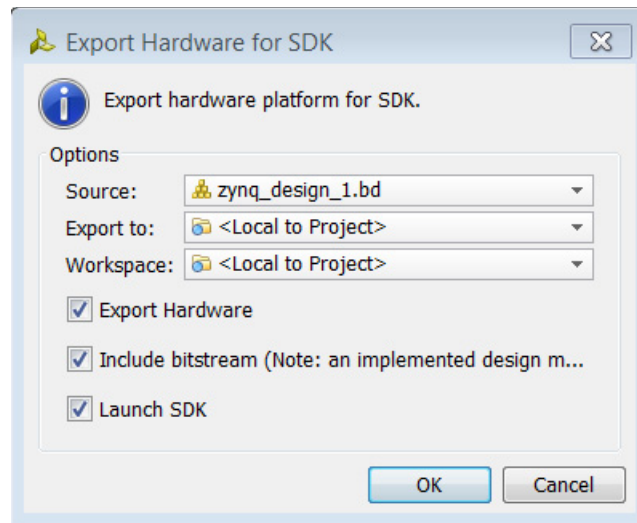 Export Hardware for SDK
Export hardware platform for SDK.
Options
Source: zynq_design_1.bd
Export to: <Local to Project>
Workspace: <Local to Project>
Export Hardware
Include bitstream (Note: an implemented design m...
Launch SDK
OK Cancel